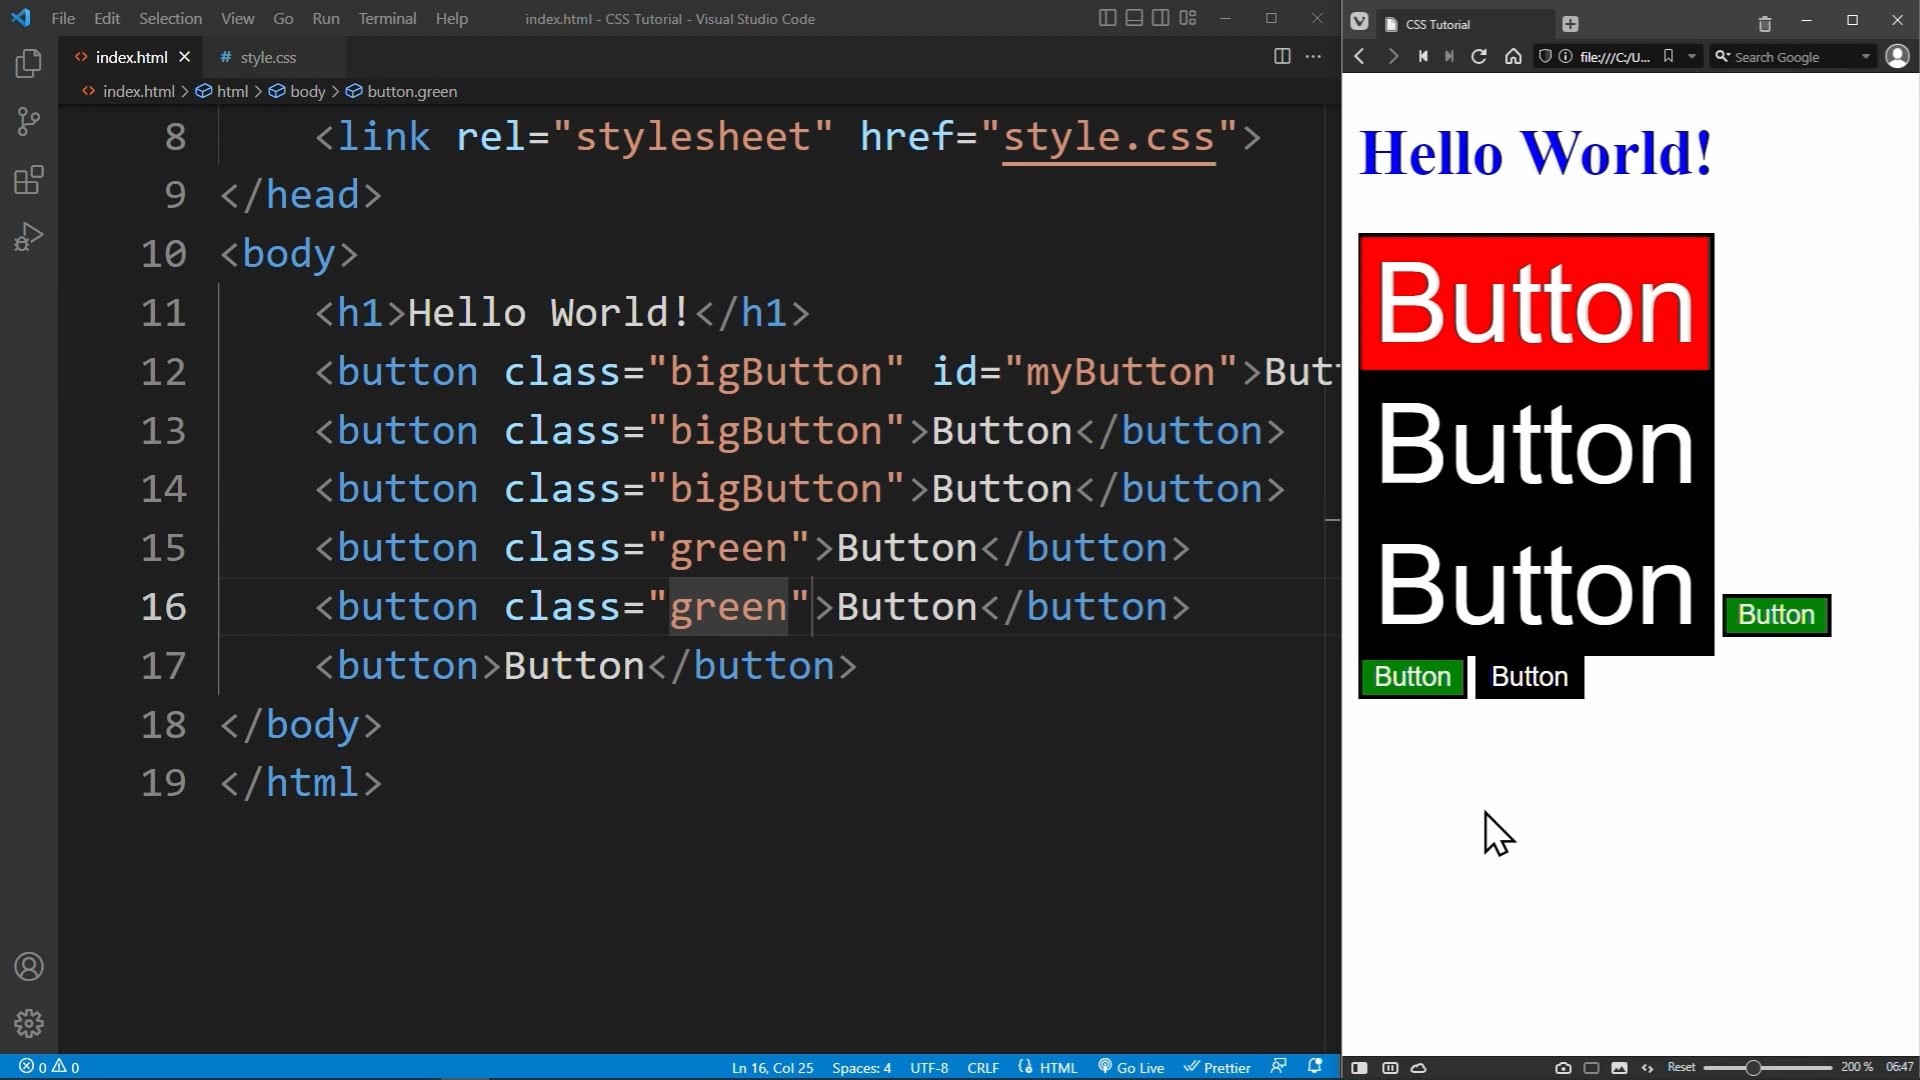 File Edit Selection View Go Run Terminal Help
index.html - CSS Tutorial - Visual Studio Code
index.html
# style.css
index.html > html > body > button.green
8 <link rel="stylesheet" href="style.css">
9 </head>
10 <body>
11 <h1>Hello World!</h1>
12 <button class="bigButton" id="myButton">But
13 <button class="bigButton">Button</button>
14 <button class="bigButton">Button</button>
15 <button class="green">Button</button>
16 <button class="green">Button</button>
17 <button>Button</button>
18 </body>
19 </html>
0 0
Ln 16, Col 25 Spaces: 4 UTF-8 CRLF HTML Go Live Prettier
CSS Tutorial
file:///C:/U... Search Google
Hello World!
Button
Button
Button
Button
Button
Button
Reset 200 % 06:47